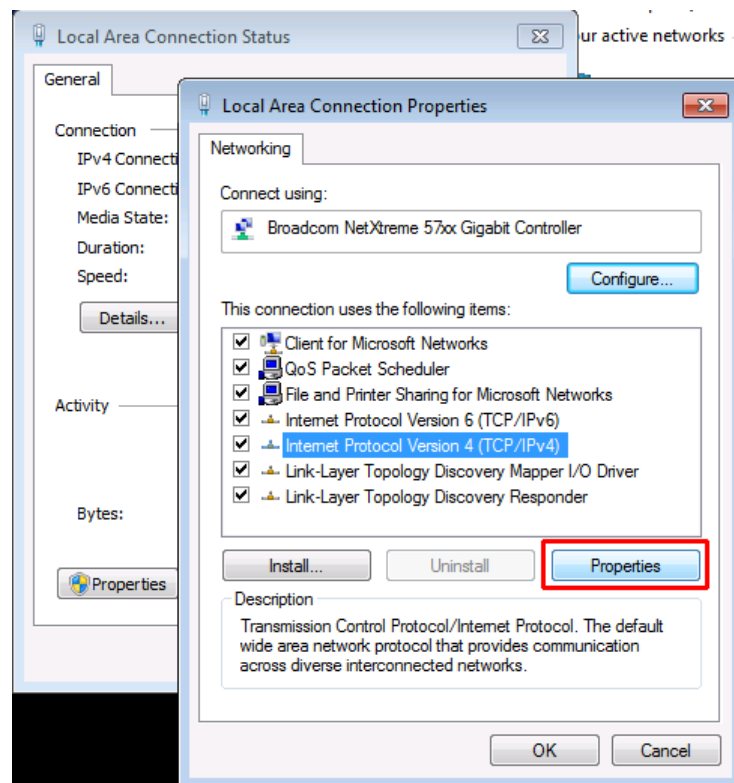 Local Area Connection Status
ur active networks
General
Connection
IPv4 Connecti
IPv6 Connecti
Media State:
Duration:
Speed:
Details...
Activity
Bytes:
Properties
Local Area Connection Properties
Networking
Connect using:
Broadcom NetXtreme 57xx Gigabit Controller
Configure...
This connection uses the following items:
Client for Microsoft Networks
QoS Packet Scheduler
File and Printer Sharing for Microsoft Networks
Internet Protocol Version 6 (TCP/IPv6)
Internet Protocol Version 4 (TCP/IPv4)
Link-Layer Topology Discovery Mapper I/O Driver
Link-Layer Topology Discovery Responder
Install...
Uninstall
Properties
Description
Transmission Control Protocol/Internet Protocol. The default
wide area network protocol that provides communication
across diverse interconnected networks.
OK
Cancel